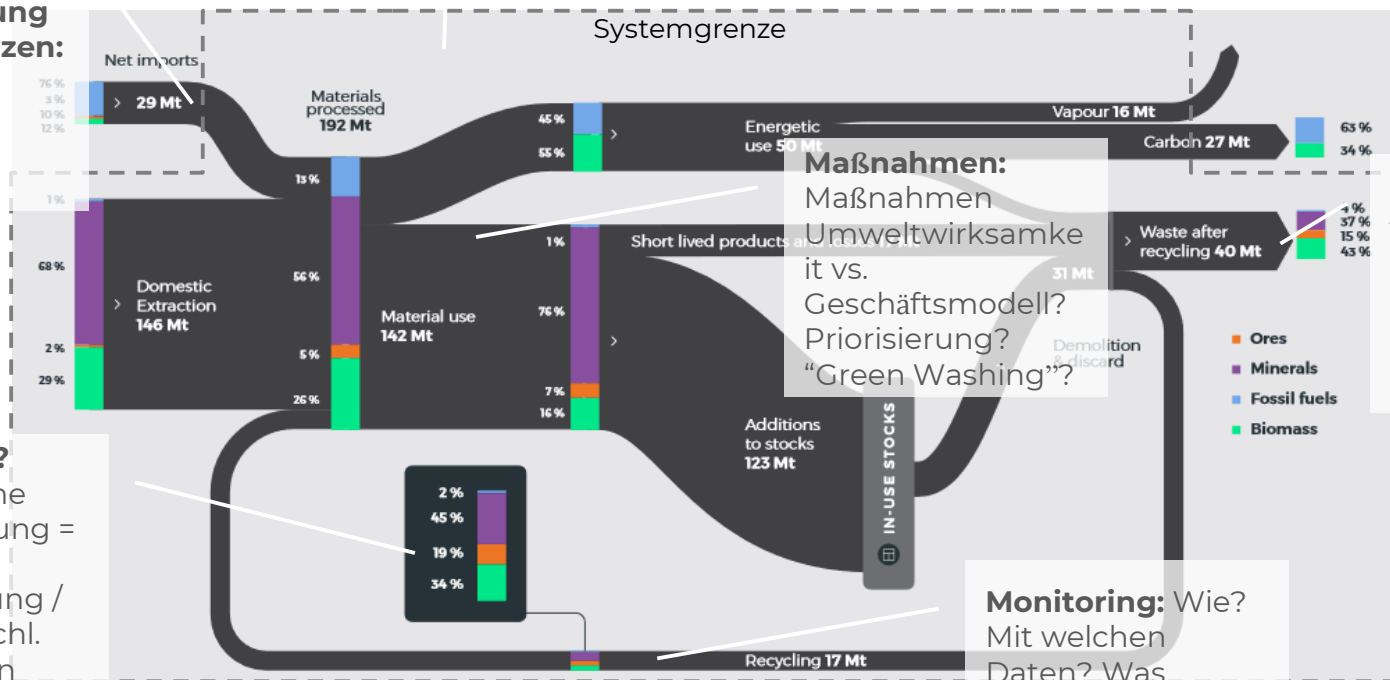 ung
zen:
Systemgrenze
Net imports
76 %
3 %
10 %
12 %
29 Mt
Materials
processed
192 Mt
45 %
55 %
Energetic
use 50 Mt
Vapour 16 Mt
Carbon 27 Mt
63 %
34 %
Maßnahmen:
Maßnahmen
Umweltwirksamke
it vs.
Geschäftsmodell?
Priorisierung?
“Green Washing”?
13 %
56 %
5 %
26 %
1 %
68 %
2 %
29 %
Domestic
Extraction
146 Mt
Material use
142 Mt
1 %
76 %
7 %
16 %
Short lived products and
31 Mt
Waste after
recycling 40 Mt
4 %
37 %
15 %
43 %
Demolition
& discard
Ores
Minerals
Fossil fuels
Biomass
Additions
to stocks
123 Mt
IN-USE STOCKS
?
ne
ung =
ung /
chl.
n
2 %
45 %
19 %
34 %
Recycling 17 Mt
Monitoring: Wie?
Mit welchen
Daten? Was